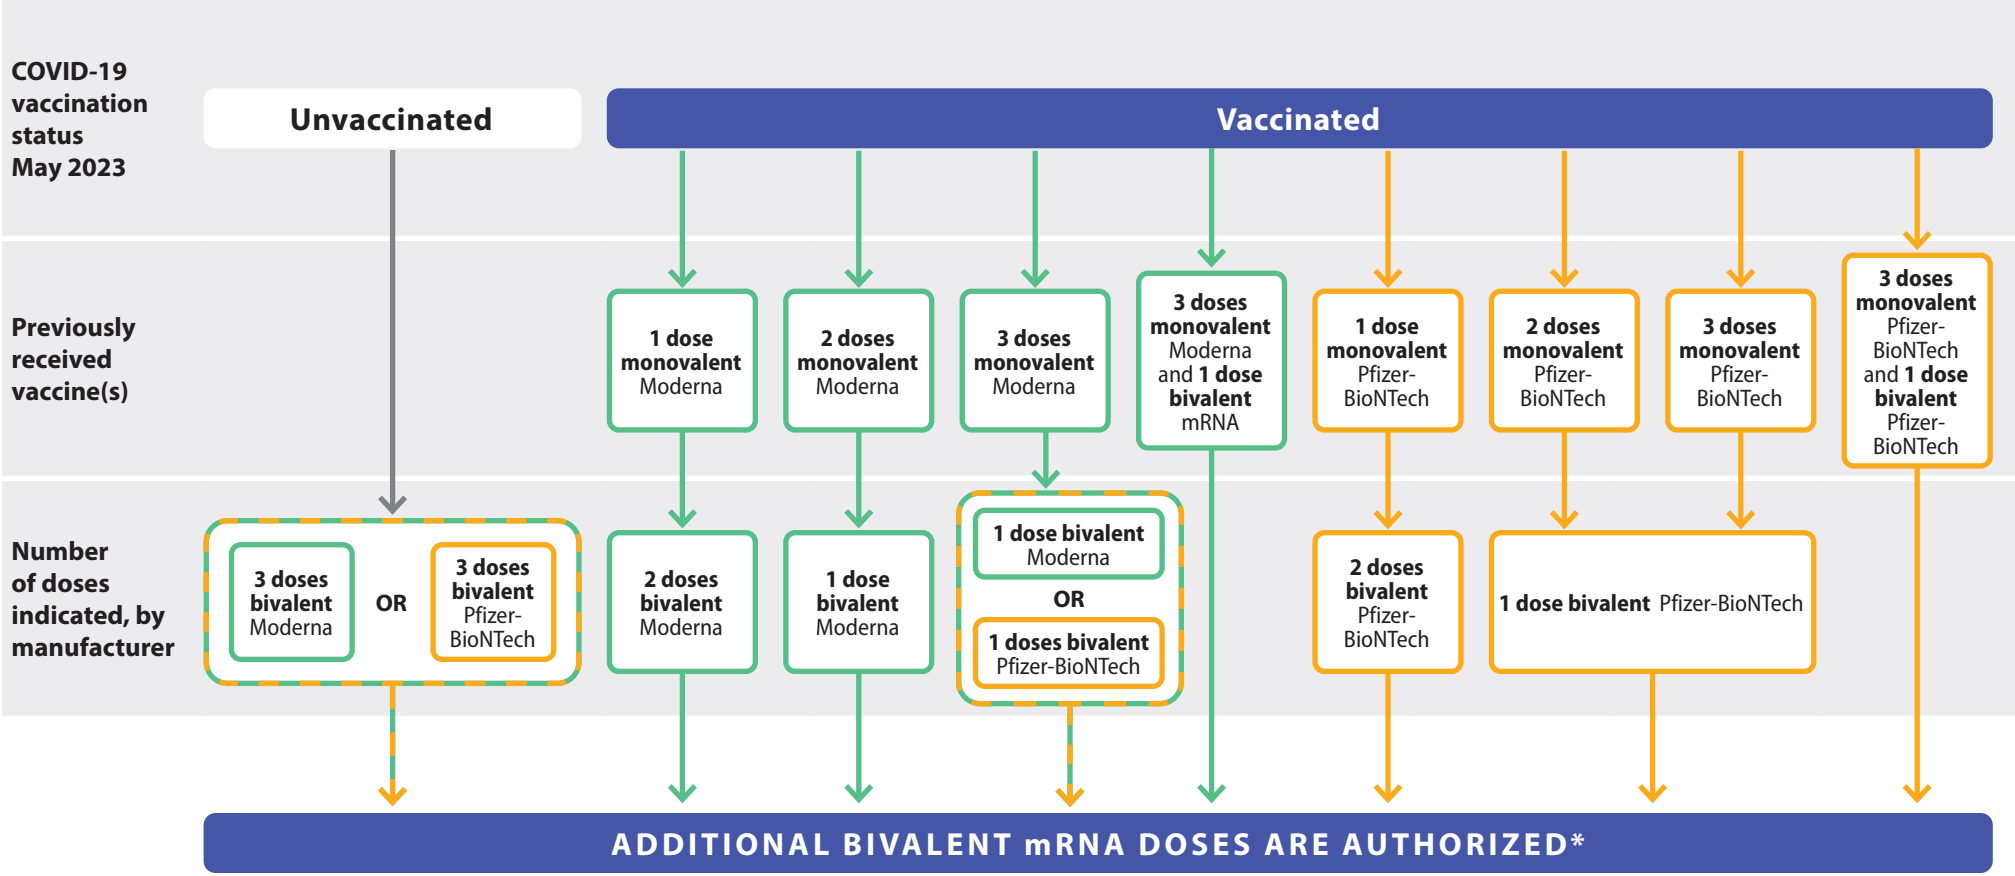 COVID-19
vaccination
status
May 2023
Unvaccinated
Vaccinated
Previously
received
vaccine(s)
1 dose
monovalent
Moderna
2 doses
monovalent
Moderna
3 doses
monovalent
Moderna
3 doses
monovalent
Moderna
and 1 dose
bivalent
mRNA
1 dose
monovalent
Pfizer-
BioNTech
2 doses
monovalent
Pfizer-
BioNTech
3 doses
monovalent
Pfizer-
BioNTech
3 doses
monovalent
Pfizer-
BioNTech
and 1 dose
bivalent
Pfizer-
BioNTech
Number
of doses
indicated, by
manufacturer
3 doses
bivalent
Moderna
OR
3 doses
bivalent
Pfizer-
BioNTech
2 doses
bivalent
Moderna
1 dose
bivalent
Moderna
1 dose bivalent
Moderna
OR
1 doses bivalent
Pfizer-BioNTech
2 doses
bivalent
Pfizer-
BioNTech
1 dose bivalent Pfizer-BioNTech
ADDITIONAL BIVALENT mRNA DOSES ARE AUTHORIZED*